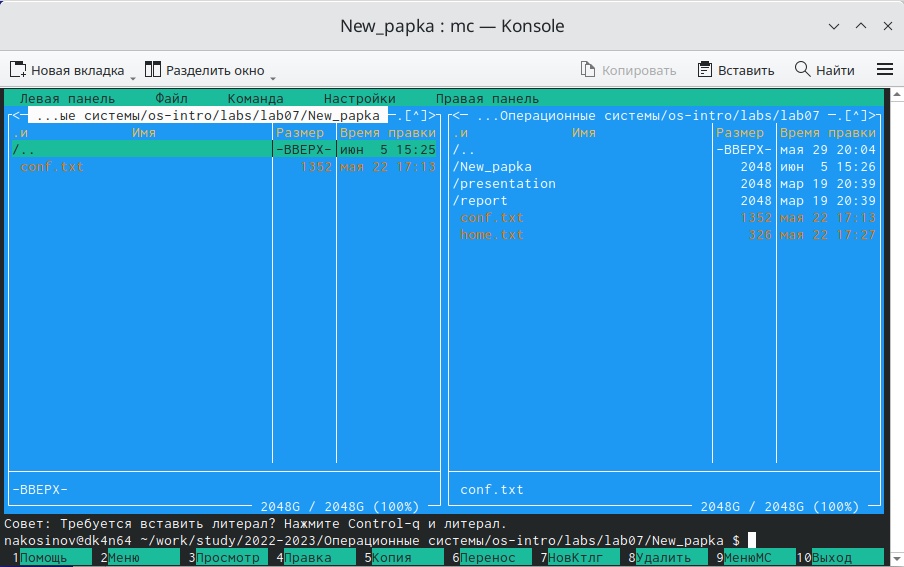 New_papka : mc — Konsole
Новая вкладка Разделить окно Копировать Вставить Найти
Левая панель Файл Команда Настройки Правая панель
<─ ...ые системы/os-intro/labs/lab07/New_papka ─.[^]> <─ ...Операционные системы/os-intro/labs/lab07 ─.[^]>
.и Имя Размер Время правки .и Имя Размер Время правки
/.. -ВВЕРХ- июн 5 15:25 /.. -ВВЕРХ- мая 29 20:04
conf.txt 1352 мая 22 17:13 /New_papka 2048 июн 5 15:26
/presentation 2048 мар 19 20:39
/report 2048 мар 19 20:39
conf.txt 1352 мая 22 17:13
home.txt 326 мая 22 17:27
-ВВЕРХ- conf.txt
2048G / 2048G (100%) 2048G / 2048G (100%)
Совет: Требуется вставить литерал? Нажмите Control-q и литерал.
nakosinov@dk4n64 ~/work/study/2022-2023/Операционные системы/os-intro/labs/lab07/New_papka $
1Помощь 2Меню 3Просмотр 4Правка 5Копия 6Перенос 7НовКтлг 8Удалить 9МенюMC 10Выход